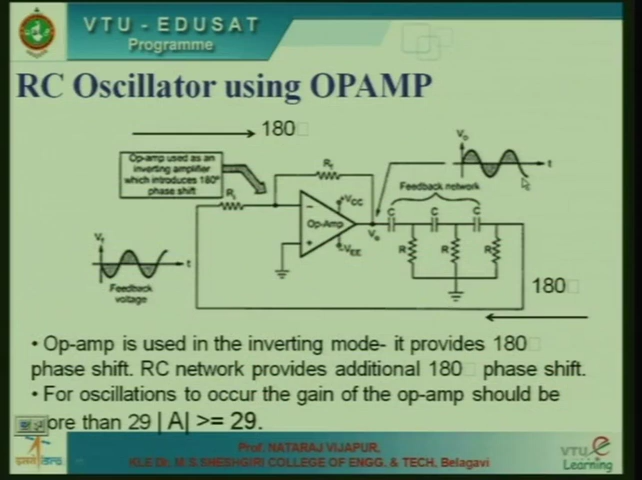 VTU - EDUSAT
Programme
RC Oscillator using OPAMP
180
Op-amp used as an
inverting amplifier
which introduces 180°
phase shift
Rf
Ri
Vo
t
Feedback network
C C C
+VCC
Op-Amp
-VEE
Vo
R R R
Vf
t
Feedback
voltage
180
• Op-amp is used in the inverting mode- it provides 180
phase shift. RC network provides additional 180 phase shift.
• For oscillations to occur the gain of the op-amp should be
ore than 29 | A| >= 29.
Prof. NATARAJ VIJAPUR,
KLE Dr. M S SHESHGIRI COLLEGE OF ENGG. & TECH, Belagavi
VTU e
Learning